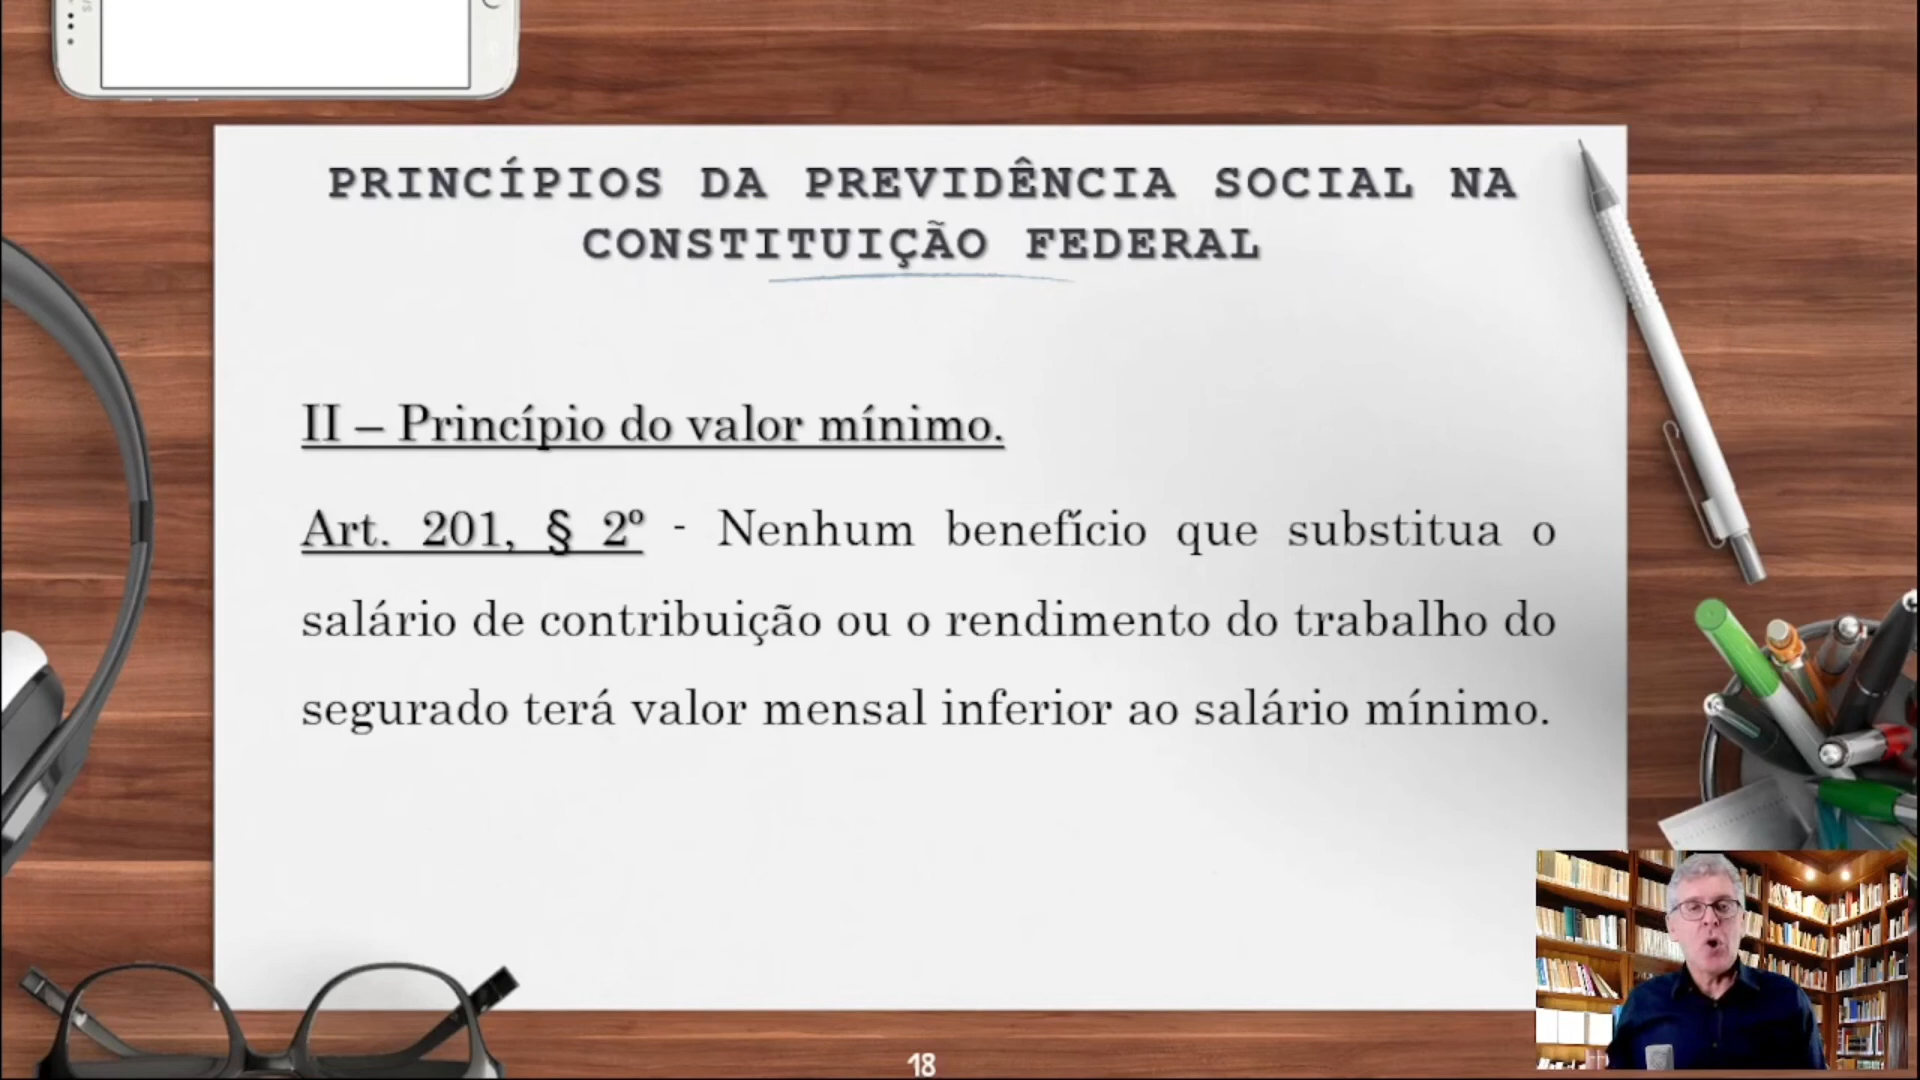 PRINCÍPIOS DA PREVIDÊNCIA SOCIAL NA
CONSTITUIÇÃO FEDERAL
II – Princípio do valor mínimo.
Art. 201, § 2º - Nenhum benefício que substitua o
salário de contribuição ou o rendimento do trabalho do
segurado terá valor mensal inferior ao salário mínimo.
18